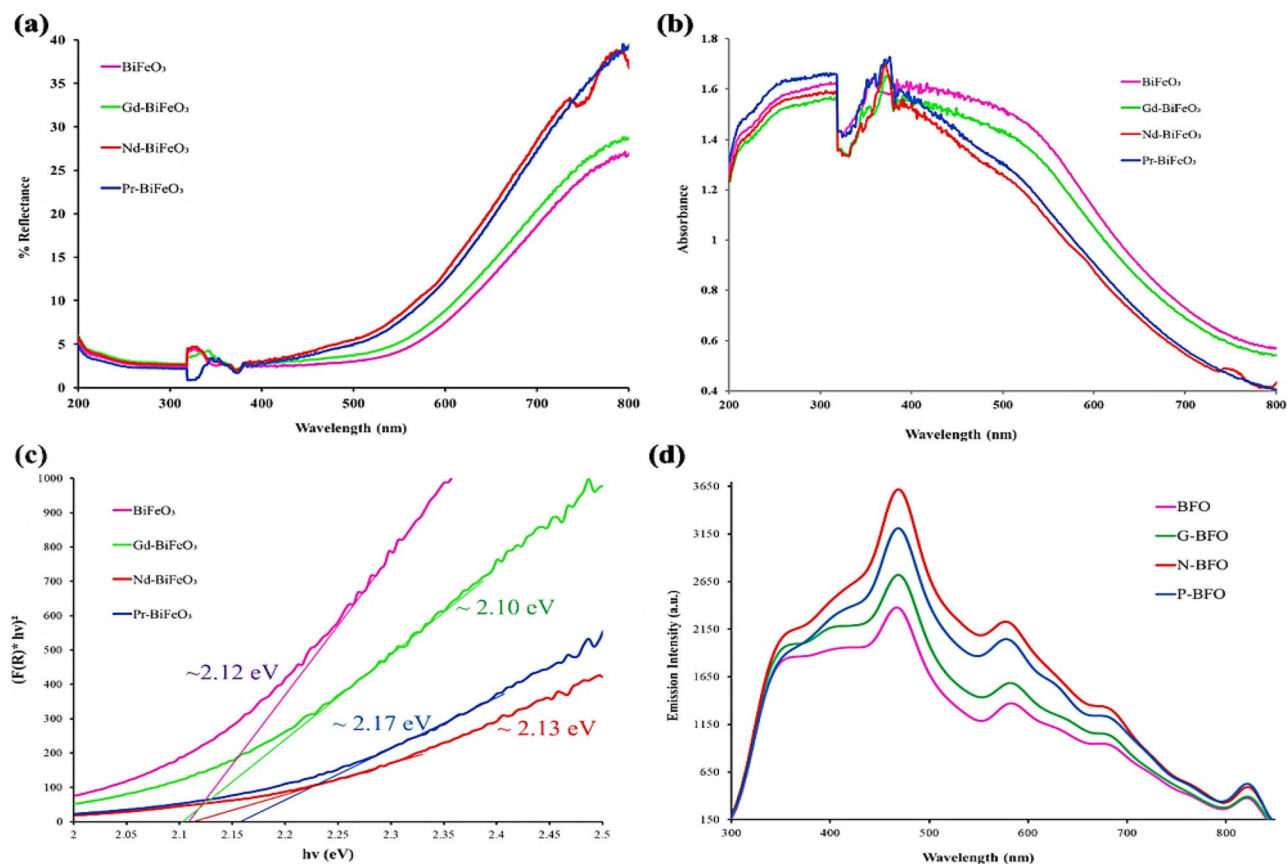 (a)
40
35
30
25
20
15
10
5
0
% Reflectance
BiFeO₃
Gd-BiFeO₃
Nd-BiFeO₃
Pr-BiFeO₃
200 300 400 500 600 700 800
Wavelength (nm)
(b)
1.8
1.6
1.4
1.2
1
0.8
0.6
0.4
Absorbance
BiFeO₃
Gd-BiFeO₃
Nd-BiFeO₃
Pr-BiFeO₃
200 300 400 500 600 700 800
Wavelength (nm)
(c)
1000
900
800
700
600
500
400
300
200
100
0
(F(R)* hν)²
BiFeO₃
Gd-BiFeO₃
Nd-BiFeO₃
Pr-BiFeO₃
~ 2.10 eV
~2.12 eV
~ 2.17 eV
~ 2.13 eV
2 2.05 2.1 2.15 2.2 2.25 2.3 2.35 2.4 2.45 2.5
hν (eV)
(d)
3650
3150
2650
2150
1650
1150
650
150
Emission Intensity (a.u.)
BFO
G-BFO
N-BFO
P-BFO
300 400 500 600 700 800
Wavelength (nm)